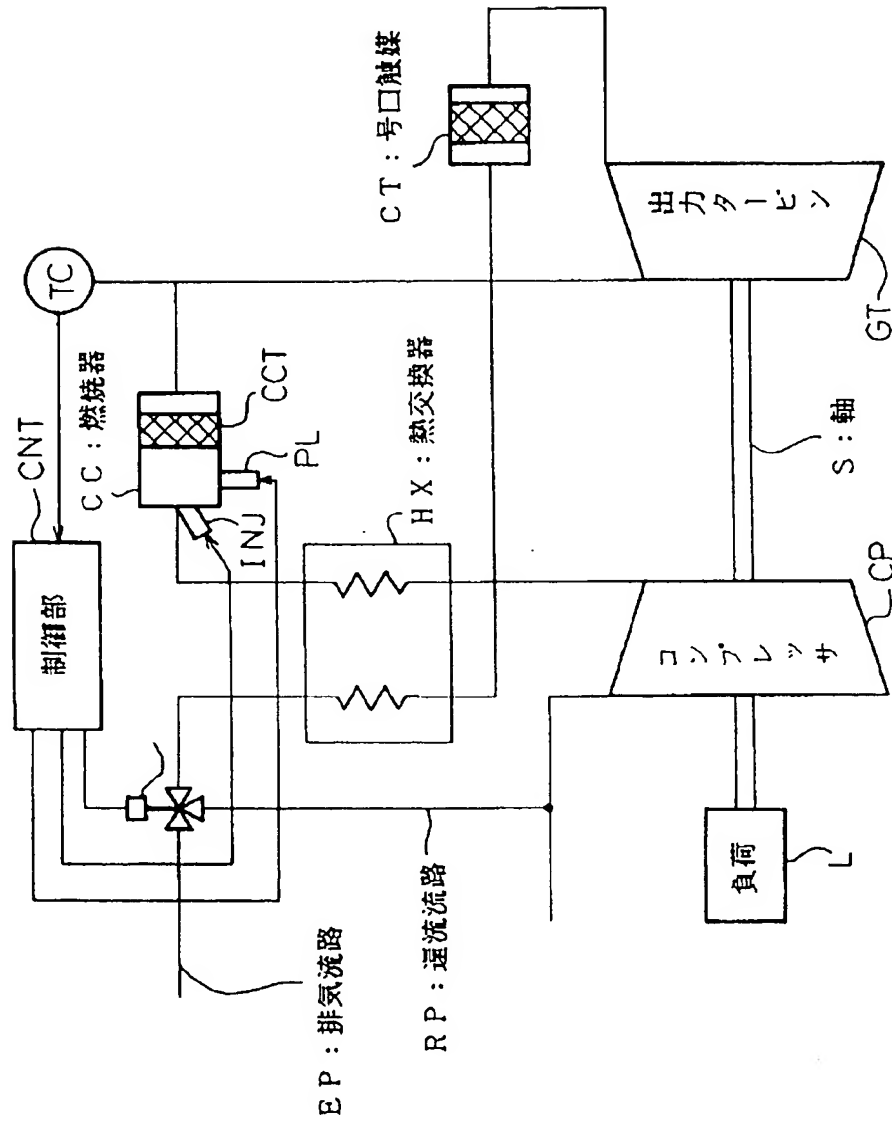 CNT
制御部
TC
CC：燃焼器
CCT
PL
INJ
HX：熱交換器
CT：号口触媒
出力タービン
GT
S：軸
コンプレッサ
CP
負荷
L
EP：排気流路
RP：還流流路